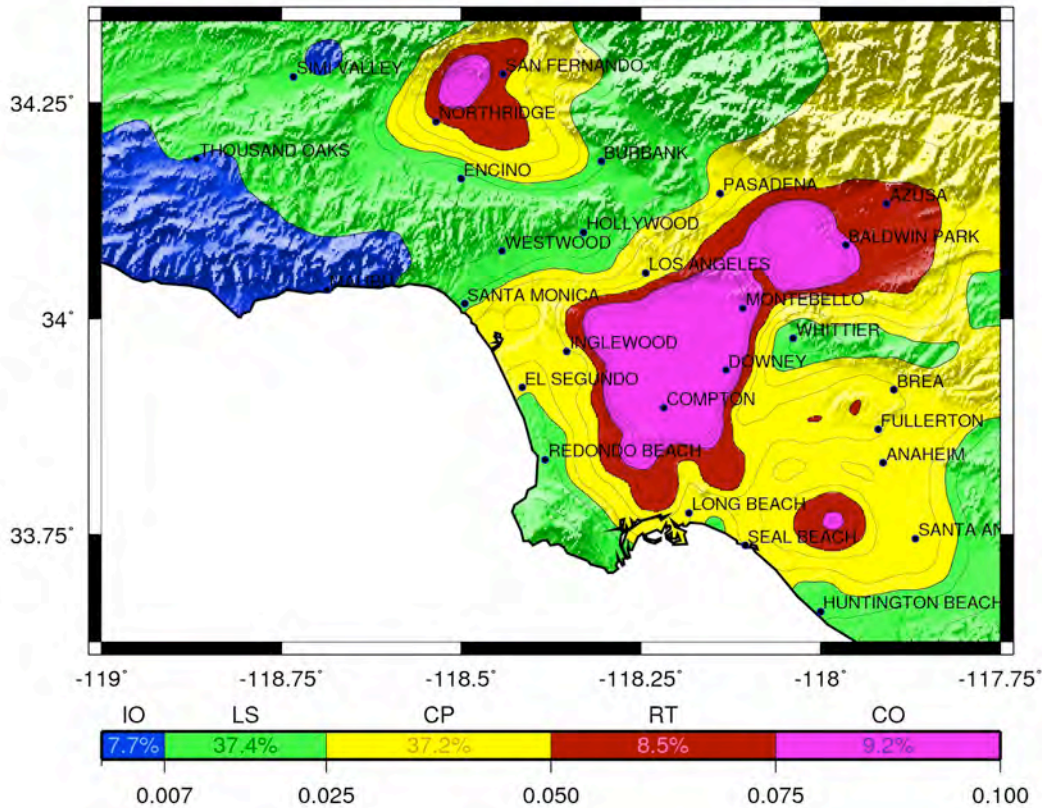 SIMI VALLEY
SAN FERNANDO
34.25˚
NORTHRIDGE
THOUSAND OAKS
BURBANK
ENCINO
PASADENA
AZUSA
HOLLYWOOD
WESTWOOD
BALDWIN PARK
LOS ANGELES
MALIBU
SANTA MONICA
MONTEBELLO
34˚
WHITTIER
INGLEWOOD
DOWNEY
EL SEGUNDO
BREA
COMPTON
FULLERTON
REDONDO BEACH
ANAHEIM
LONG BEACH
33.75˚
SEAL BEACH
SANTA AN
HUNTINGTON BEACH
-119˚ -118.75˚ -118.5˚ -118.25˚ -118˚ -117.75˚
IO LS CP RT CO
7.7% 37.4% 37.2% 8.5% 9.2%
0.007 0.025 0.050 0.075 0.100